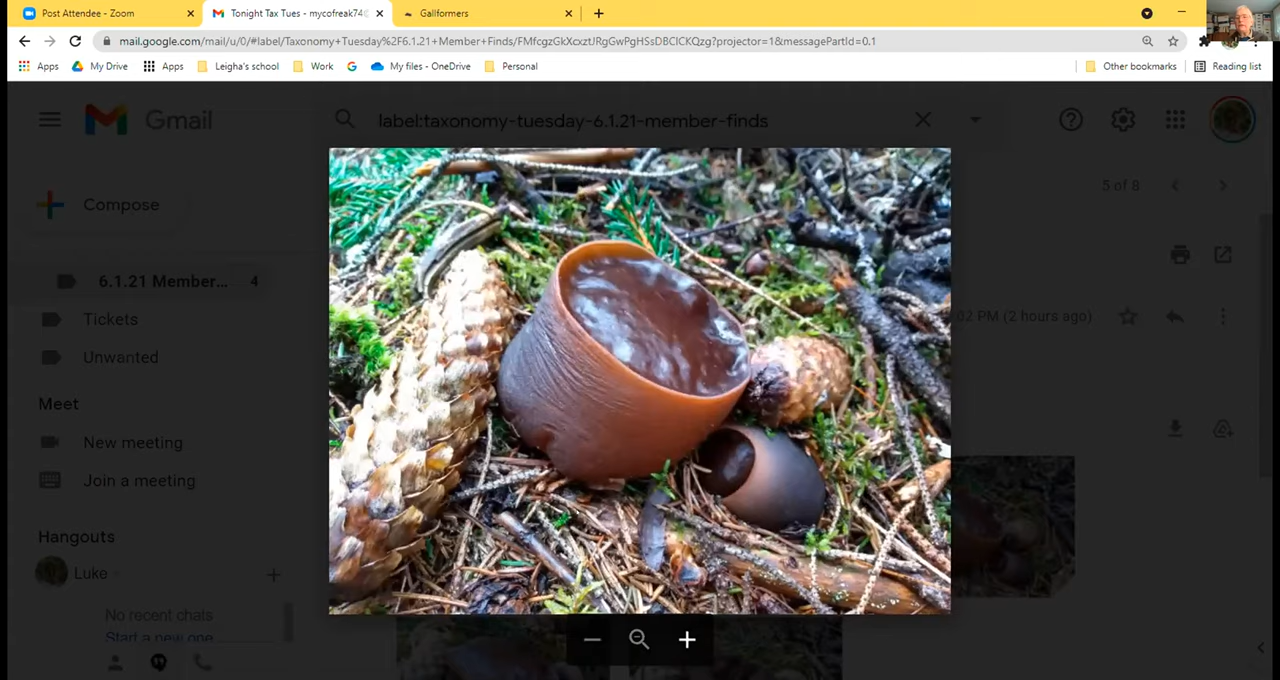 Post Attendee - Zoom
Tonight Tax Tues - mycofreak74@
Gallformers
mail.google.com/mail/u/0/#label/Taxonomy+Tuesday%2F6.1.21+Member+Finds/FMfcgzGkXcxztJRgGwPgHSsDBClCKQzg?projector=1&messagePartId=0.1
Apps
My Drive
Apps
Leigha's school
Work
My files - OneDrive
Personal
Other bookmarks
Reading list
Gmail
label:taxonomy-tuesday-6.1.21-member-finds
Compose
5 of 8
6.1.21 Member... 4
Tickets
02 PM (2 hours ago)
Unwanted
Meet
New meeting
Join a meeting
Hangouts
Luke
No recent chats
Start a new one